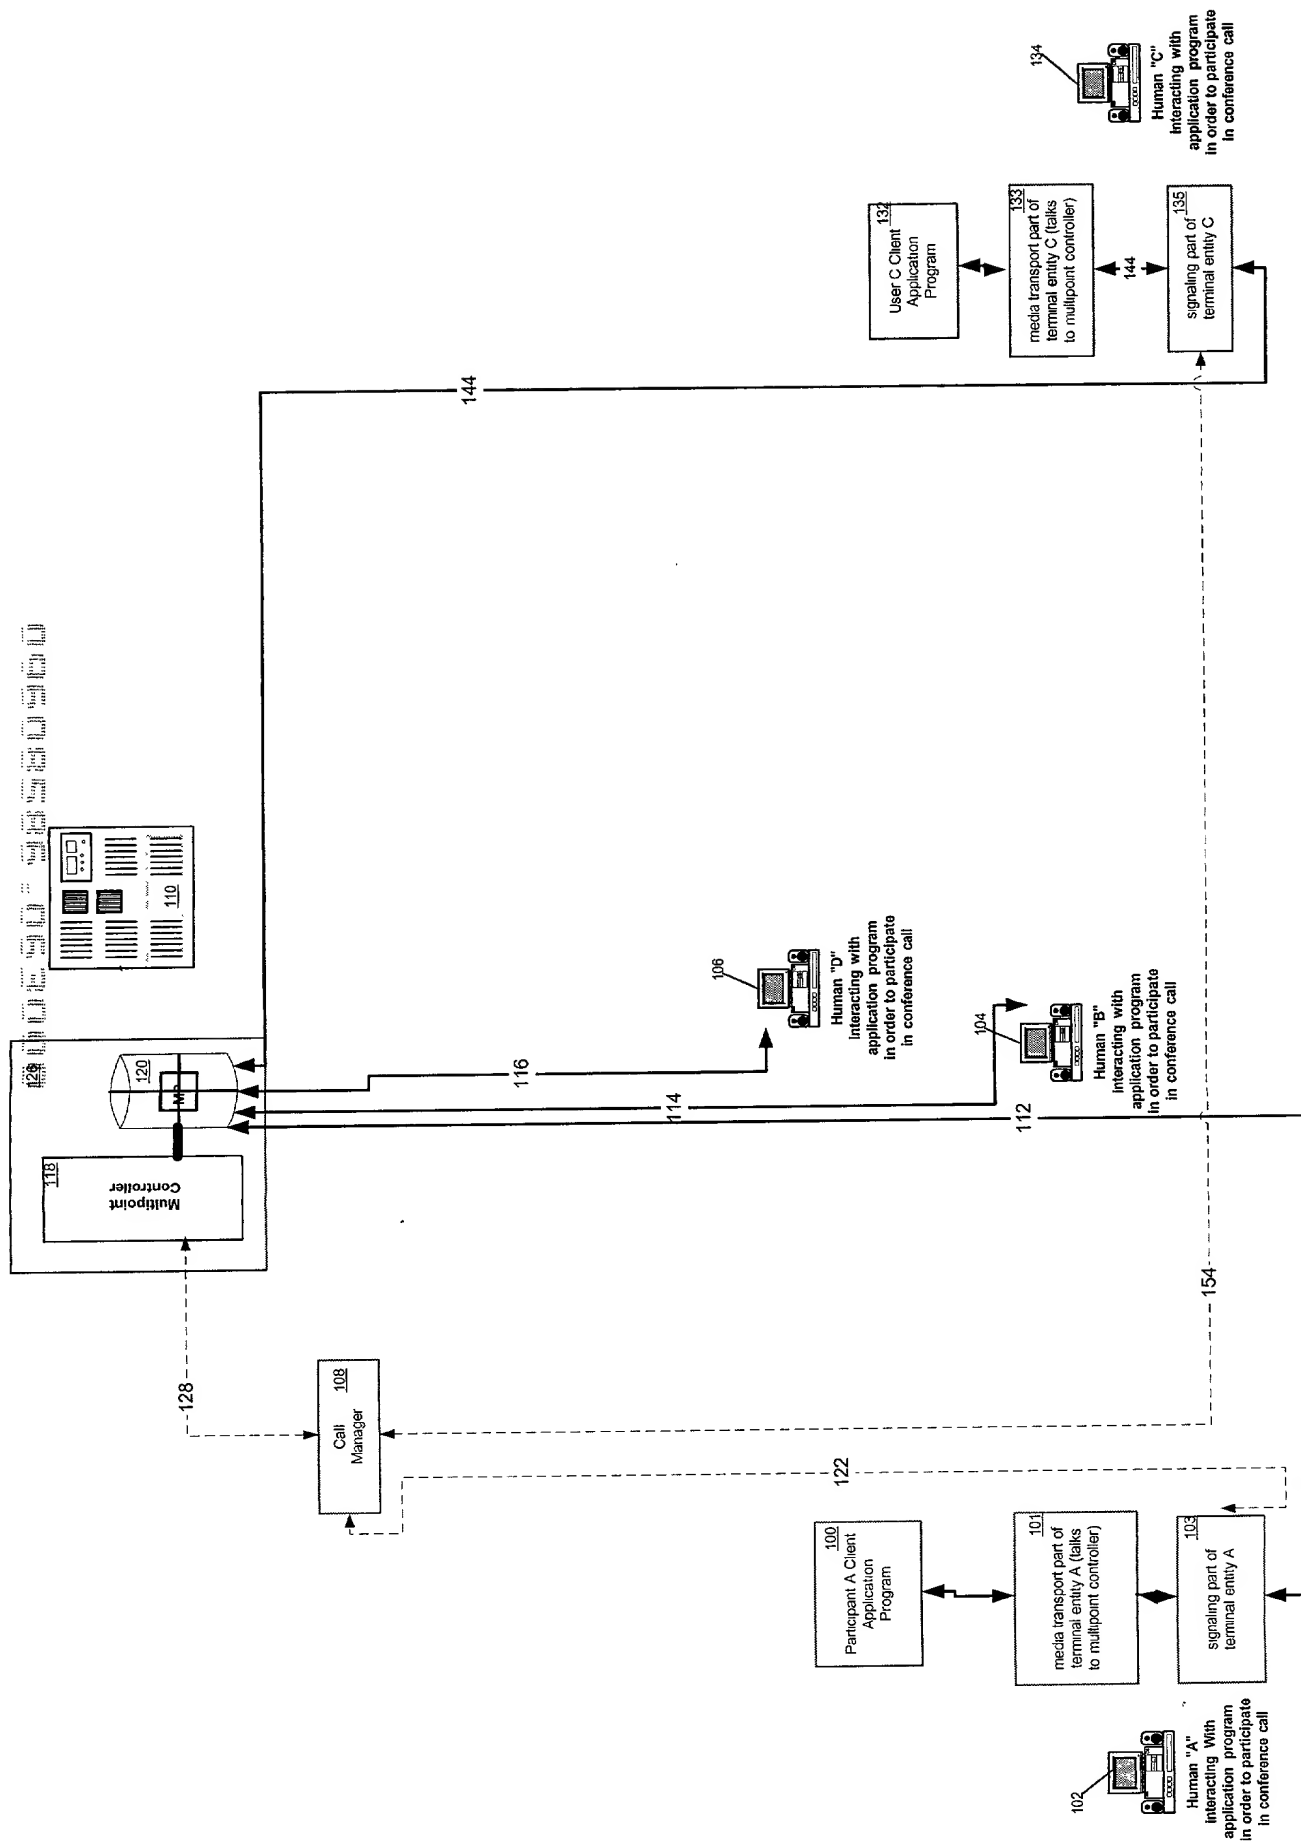 126
118
Multipoint
Controller
120
110
128
108
Call
Manager
144
116
114
112
122
154
106
Human "D"
Interacting with
application program
in order to participate
in conference call
104
Human "B"
interacting with
application program
in order to participate
in conference call
100
Participant A Client
Application
Program
101
media transport part of
terminal entity A (talks
to multipoint controller)
103
signaling part of
terminal entity A
102
Human "A"
interacting With
application program
in order to participate
in conference call
132
User C Client
Application
Program
133
media transport part of
terminal entity C (talks
to multipoint controller)
144
135
signaling part of
terminal entity C
134
Human "C"
Interacting with
application program
in order to participate
in conference call